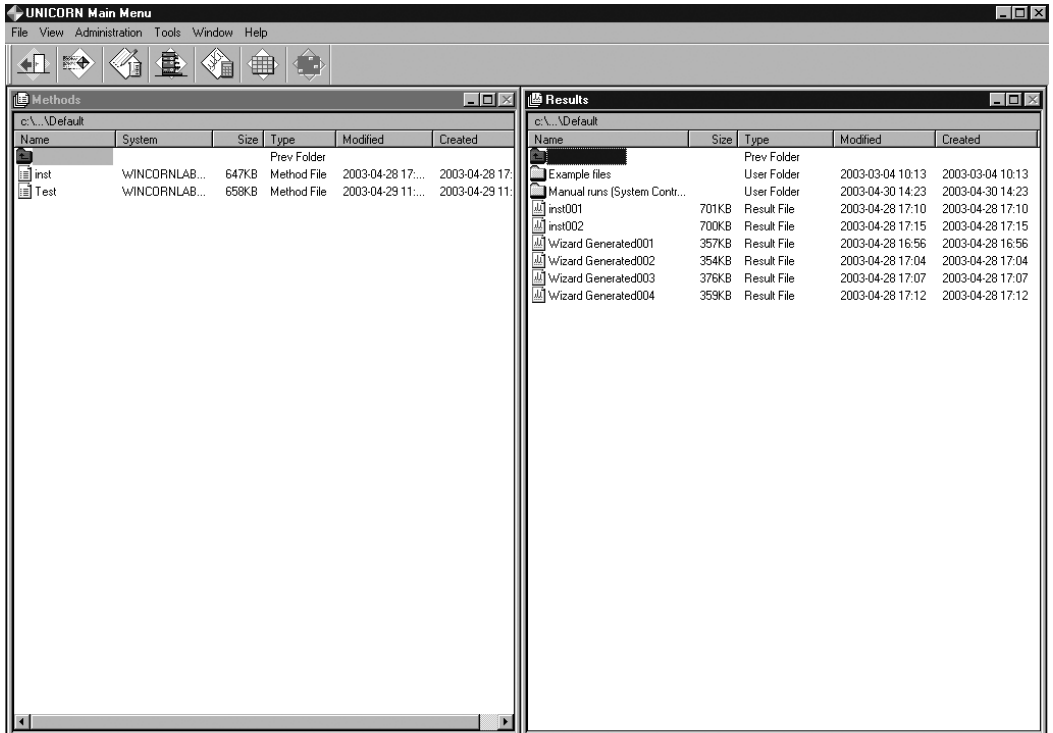 UNICORN Main Menu
File View Administration Tools Window Help
Methods
c:\...\Default
Name System Size Type Modified Created
Prev Folder
inst WINCORNLAB... 647KB Method File 2003-04-28 17:... 2003-04-28 17:
Test WINCORNLAB... 658KB Method File 2003-04-29 11:... 2003-04-29 11:
Results
c:\...\Default
Name Size Type Modified Created
Prev Folder
Example files User Folder 2003-03-04 10:13 2003-03-04 10:13
Manual runs (System Contr... User Folder 2003-04-30 14:23 2003-04-30 14:23
inst001 701KB Result File 2003-04-28 17:10 2003-04-28 17:10
inst002 700KB Result File 2003-04-28 17:15 2003-04-28 17:15
Wizard Generated001 357KB Result File 2003-04-28 16:56 2003-04-28 16:56
Wizard Generated002 354KB Result File 2003-04-28 17:04 2003-04-28 17:04
Wizard Generated003 376KB Result File 2003-04-28 17:07 2003-04-28 17:07
Wizard Generated004 359KB Result File 2003-04-28 17:12 2003-04-28 17:12